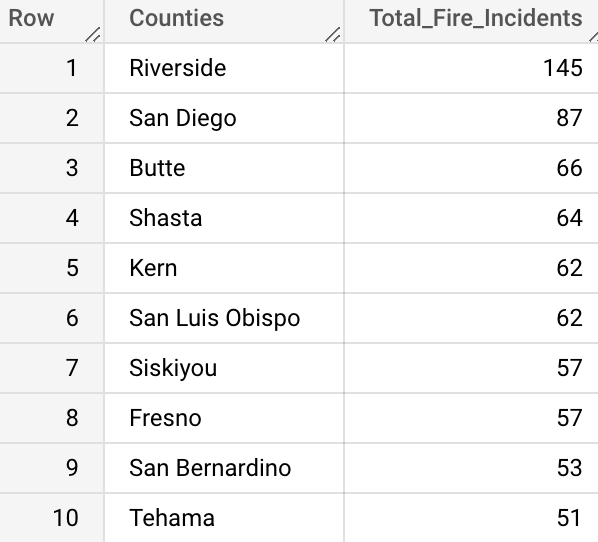 Row Counties Total_Fire_Incidents
1 Riverside 145
2 San Diego 87
3 Butte 66
4 Shasta 64
5 Kern 62
6 San Luis Obispo 62
7 Siskiyou 57
8 Fresno 57
9 San Bernardino 53
10 Tehama 51